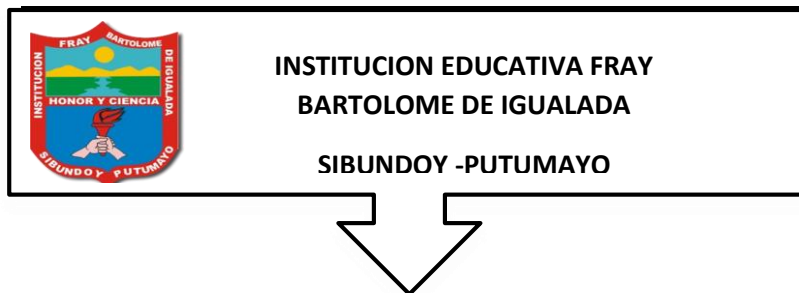 FRAY BARTOLOME
INSTITUCION
DE IGUALADA
HONOR Y CIENCIA
SIBUNDOY PUTUMAYO
INSTITUCION EDUCATIVA FRAY
BARTOLOME DE IGUALADA
SIBUNDOY -PUTUMAYO